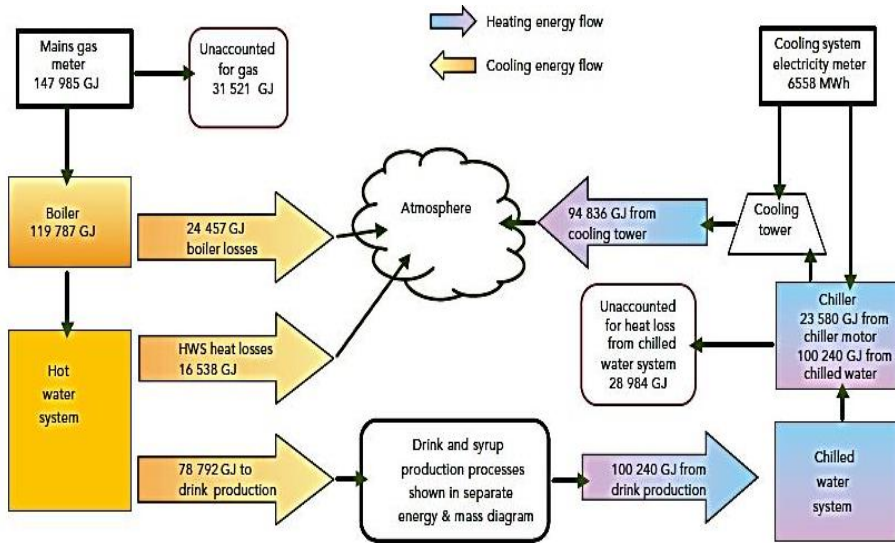 Mains gas
meter
147 985 GJ
Unaccounted
for gas
31 521 GJ
Heating energy flow
Cooling energy flow
Cooling system
electricity meter
6558 MWh
Boiler
119 787 GJ
24 457 GJ
boiler losses
Atmosphere
94 836 GJ from
cooling tower
Cooling
tower
Hot
water
system
HWS heat losses
16 538 GJ
Unaccounted
for heat loss
from chilled
water system
28 984 GJ
Chiller
23 580 GJ from
chiller motor
100 240 GJ from
chilled water
78 792 GJ to
drink production
Drink and syrup
production processes
shown in separate
energy & mass diagram
100 240 GJ from
drink production
Chilled
water
system